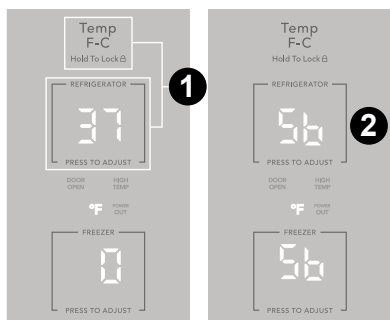 Temp
F-C
Hold To Lock
REFRIGERATOR
37
PRESS TO ADJUST
DOOR OPEN
HIGH TEMP
°F
POWER OUT
FREEZER
0
PRESS TO ADJUST
1
Temp
F-C
Hold To Lock
REFRIGERATOR
Sb
PRESS TO ADJUST
DOOR OPEN
HIGH TEMP
°F
POWER OUT
FREEZER
Sb
PRESS TO ADJUST
2